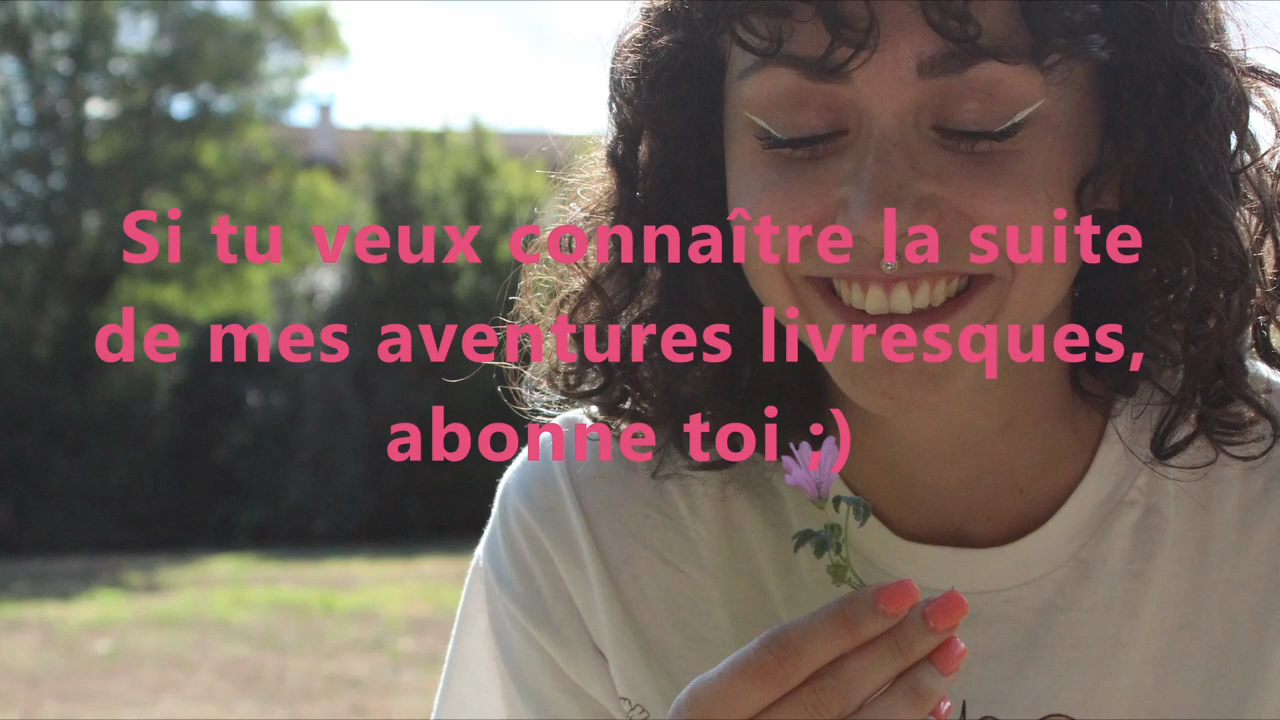 Si tu veux connaître la suite
de mes aventures livresques,
abonne toi ;)